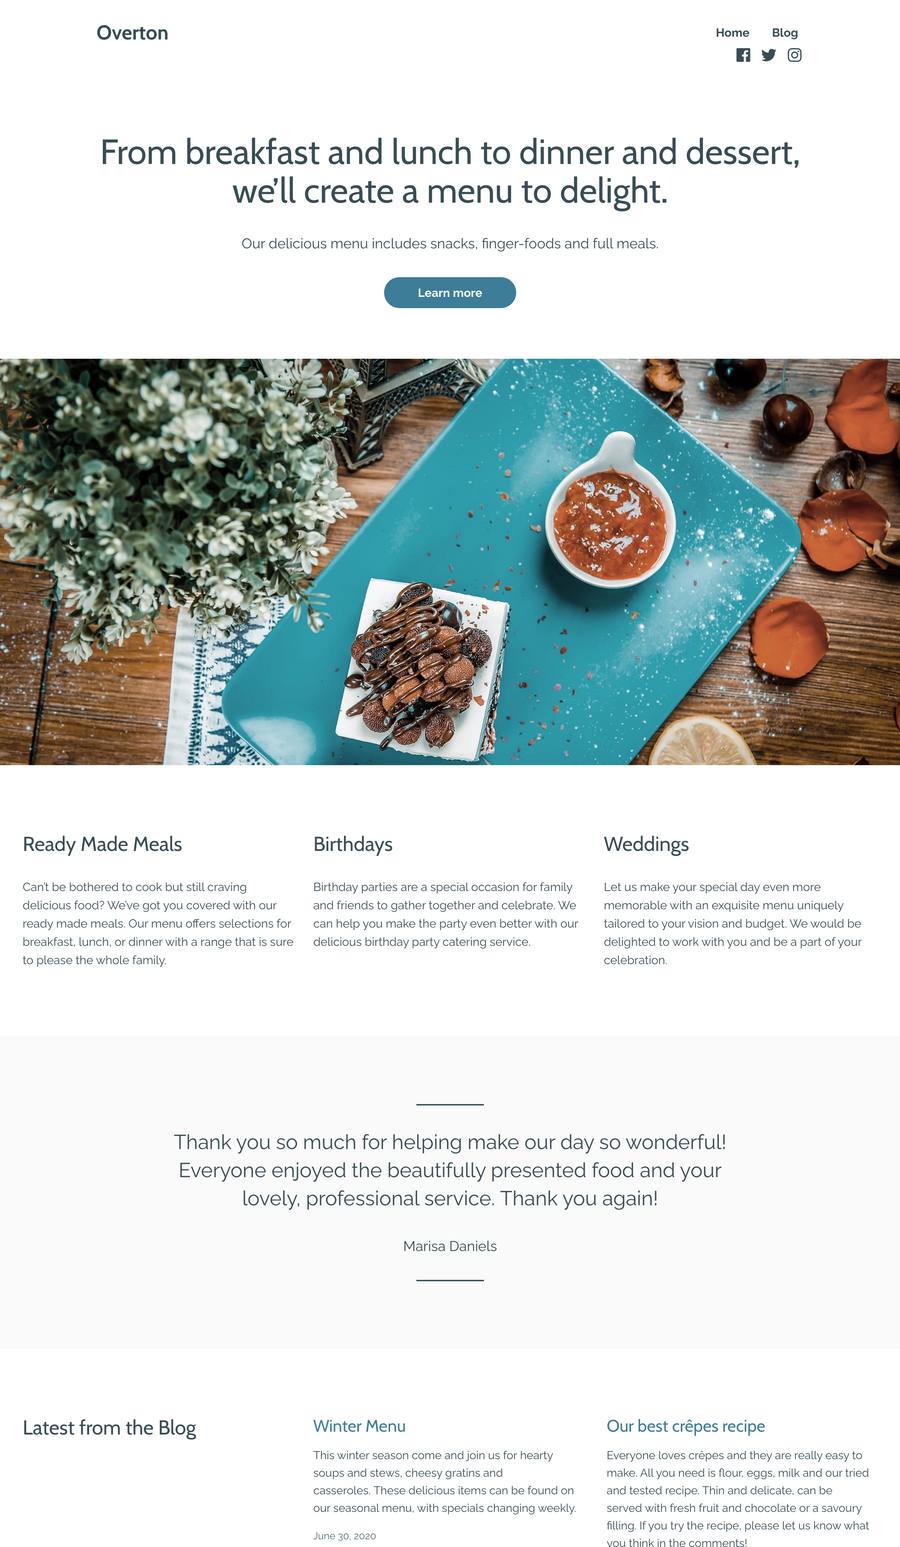 Overton
Home Blog
From breakfast and lunch to dinner and dessert,
we’ll create a menu to delight.
Our delicious menu includes snacks, finger-foods and full meals.
Learn more
Ready Made Meals
Can’t be bothered to cook but still craving
delicious food? We’ve got you covered with our
ready made meals. Our menu offers selections for
breakfast, lunch, or dinner with a range that is sure
to please the whole family.
Birthdays
Birthday parties are a special occasion for family
and friends to gather together and celebrate. We
can help you make the party even better with our
delicious birthday party catering service.
Weddings
Let us make your special day even more
memorable with an exquisite menu uniquely
tailored to your vision and budget. We would be
delighted to work with you and be a part of your
celebration.
Thank you so much for helping make our day so wonderful!
Everyone enjoyed the beautifully presented food and your
lovely, professional service. Thank you again!
Marisa Daniels
Latest from the Blog
Winter Menu
This winter season come and join us for hearty
soups and stews, cheesy gratins and
casseroles. These delicious items can be found on
our seasonal menu, with specials changing weekly.
June 30, 2020
Our best crêpes recipe
Everyone loves crêpes and they are really easy to
make. All you need is flour, eggs, milk and our tried
and tested recipe. Thin and delicate, can be
served with fresh fruit and chocolate or a savoury
filling. If you try the recipe, please let us know what
you think in the comments!